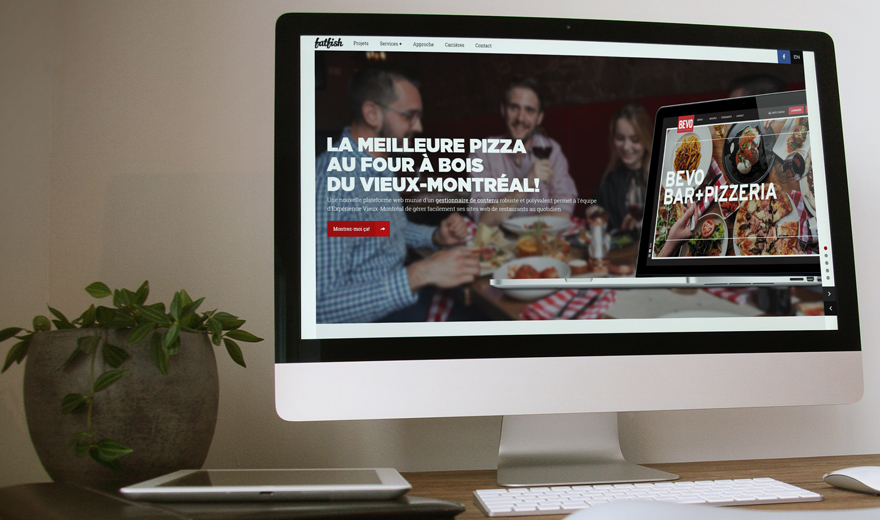 fatfish
Projets
Services
Approche
Carrières
Contact
f
EN
LA MEILLEURE PIZZA
AU FOUR À BOIS
DU VIEUX-MONTRÉAL!
Une nouvelle plateforme web munie d'un gestionnaire de contenu robuste et polyvalent permet à l'équipe
d'Expérience Vieux-Montréal de gérer facilement ses sites web de restaurants au quotidien.
Montrez-moi ça!
BEVO
BEVO
BAR+PIZZERIA